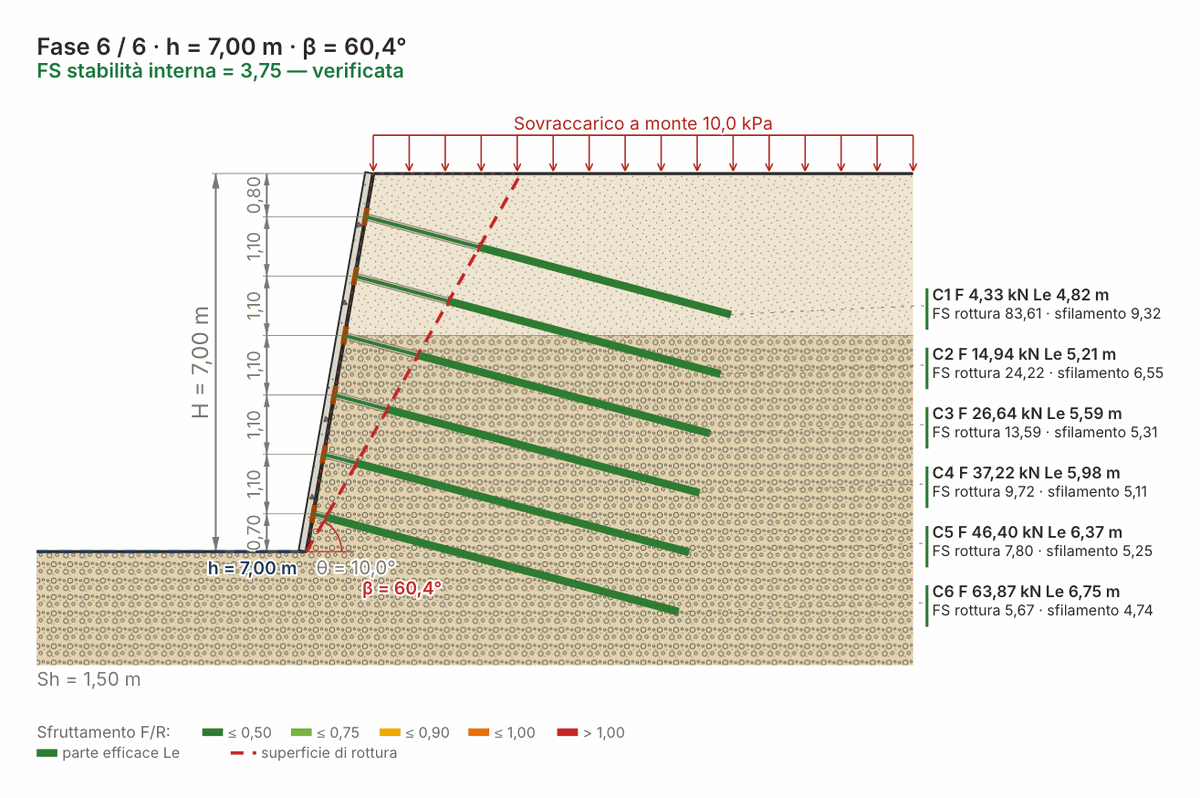 Fase 6 / 6 · h = 7,00 m · β = 60,4°
FS stabilità interna = 3,75 — verificata
Sovraccarico a monte 10,0 kPa
0,80
1,10
1,10
1,10
1,10
1,10
0,70
H = 7,00 m
C1 F 4,33 kN Le 4,82 m
FS rottura 83,61 · sfilamento 9,32
C2 F 14,94 kN Le 5,21 m
FS rottura 24,22 · sfilamento 6,55
C3 F 26,64 kN Le 5,59 m
FS rottura 13,59 · sfilamento 5,31
C4 F 37,22 kN Le 5,98 m
FS rottura 9,72 · sfilamento 5,11
C5 F 46,40 kN Le 6,37 m
FS rottura 7,80 · sfilamento 5,25
C6 F 63,87 kN Le 6,75 m
FS rottura 5,67 · sfilamento 4,74
h = 7,00 m θ = 10,0°
β = 60,4°
Sh = 1,50 m
Sfruttamento F/R: ≤ 0,50 ≤ 0,75 ≤ 0,90 ≤ 1,00 > 1,00
parte efficace Le superficie di rottura